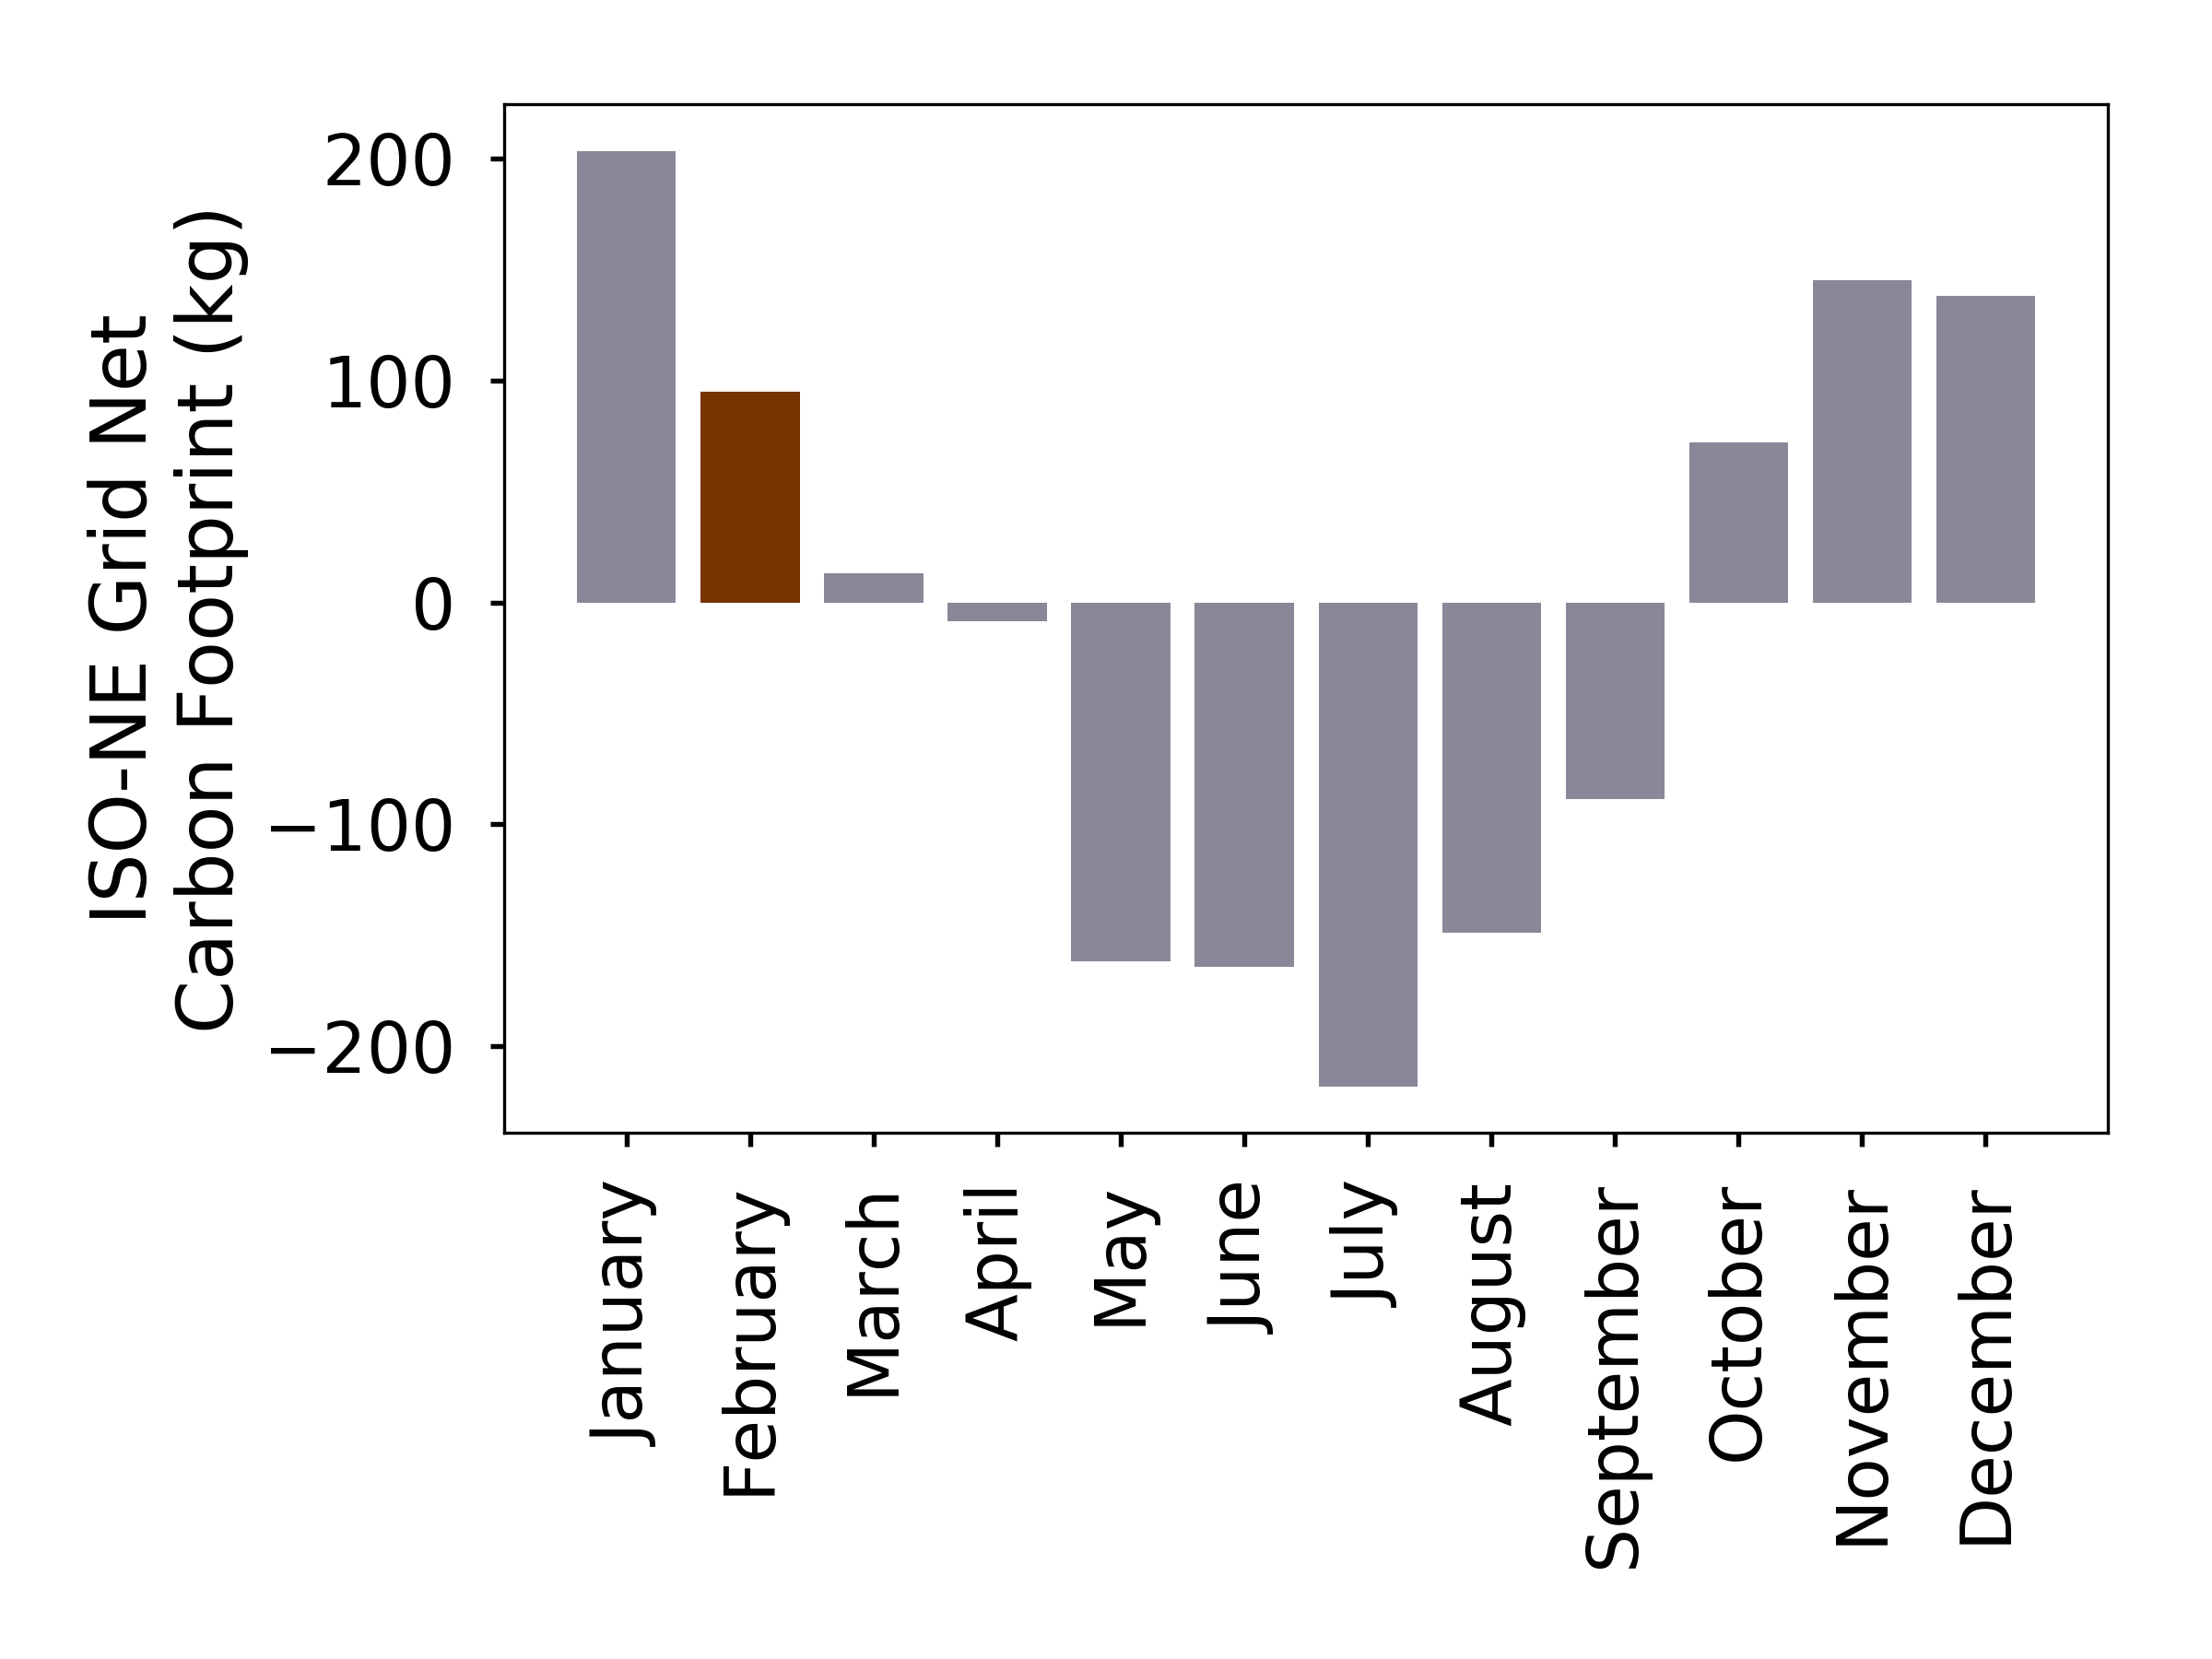 ISO-NE Grid Net
Carbon Footprint (kg)
200
100
0
−100
−200
January
February
March
April
May
June
July
August
September
October
November
December